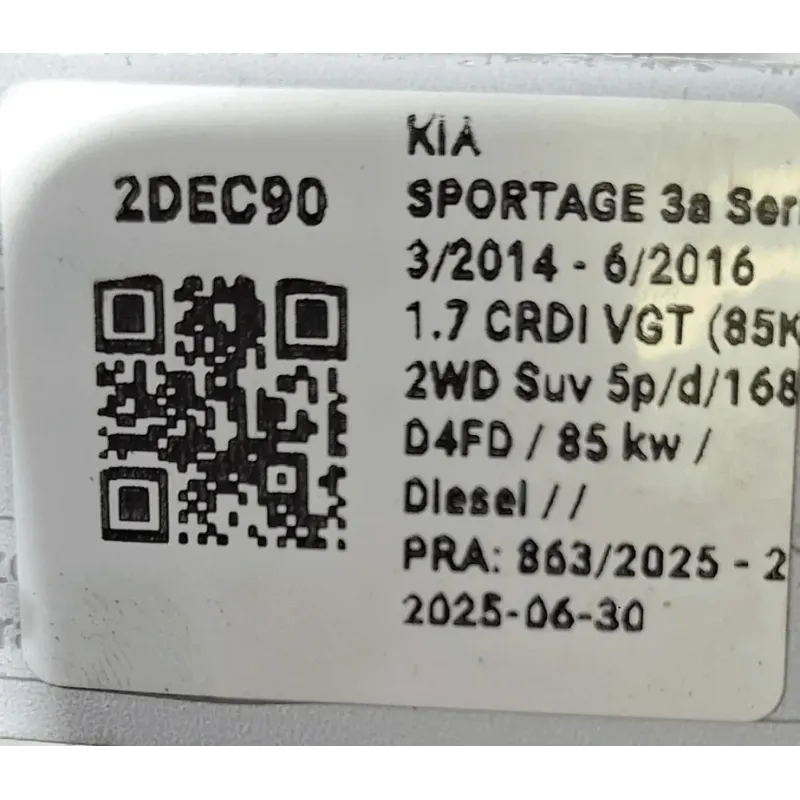 2DEC90
KIA
SPORTAGE 3a Ser
3/2014 - 6/2016
1.7 CRDI VGT (85K
2WD Suv 5p/d/168
D4FD / 85 kw /
Diesel / /
PRA: 863/2025 - 2
2025-06-30